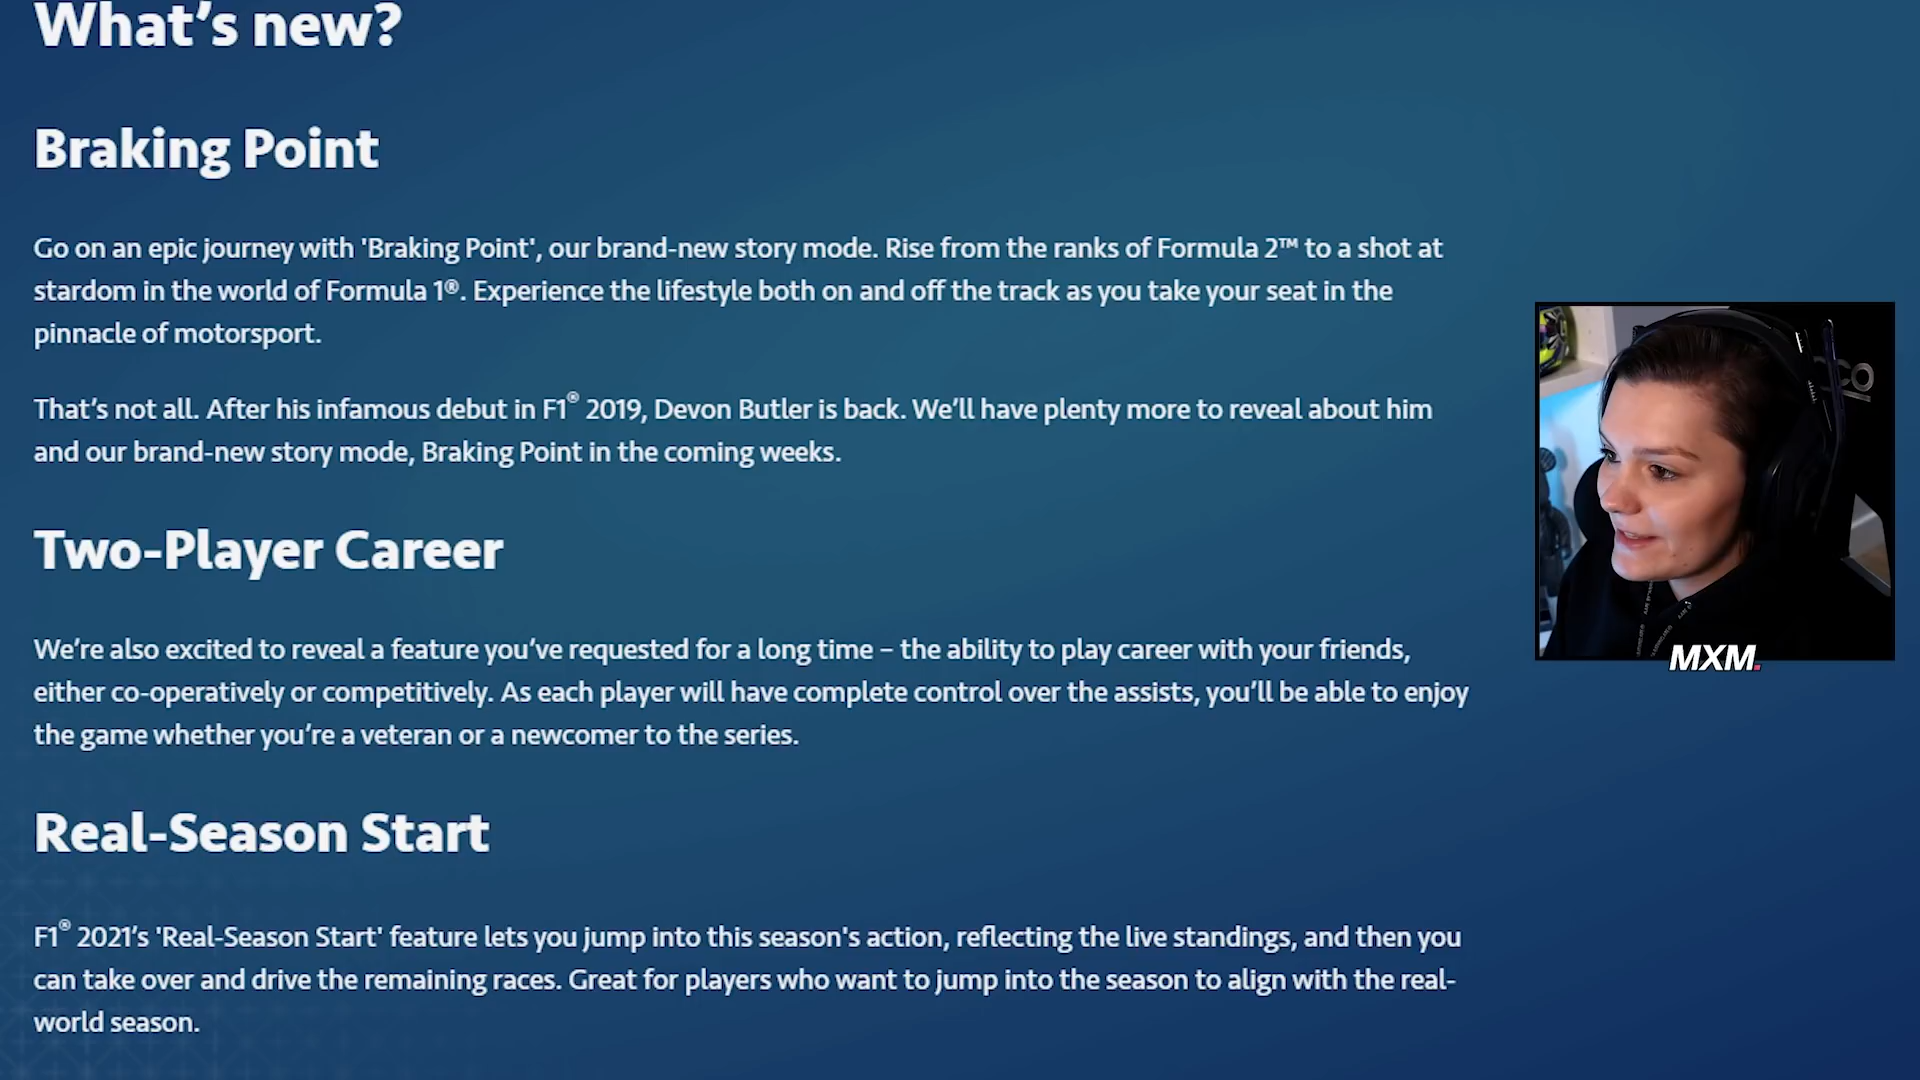 What’s new?
Braking Point
Go on an epic journey with 'Braking Point', our brand-new story mode. Rise from the ranks of Formula 2™ to a shot at
stardom in the world of Formula 1®. Experience the lifestyle both on and off the track as you take your seat in the
pinnacle of motorsport.
That’s not all. After his infamous debut in F1® 2019, Devon Butler is back. We’ll have plenty more to reveal about him
and our brand-new story mode, Braking Point in the coming weeks.
Two-Player Career
We’re also excited to reveal a feature you’ve requested for a long time – the ability to play career with your friends,
either co-operatively or competitively. As each player will have complete control over the assists, you’ll be able to enjoy
the game whether you’re a veteran or a newcomer to the series.
Real-Season Start
F1® 2021’s 'Real-Season Start' feature lets you jump into this season's action, reflecting the live standings, and then you
can take over and drive the remaining races. Great for players who want to jump into the season to align with the real-
world season.
MXM.